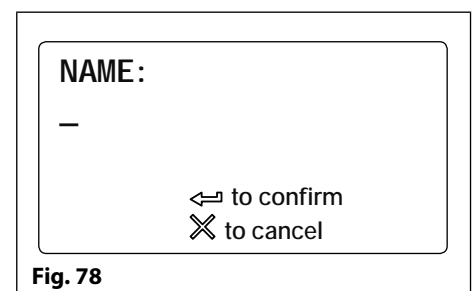 NAME:
_
⏎ to confirm
✕ to cancel
Fig. 78